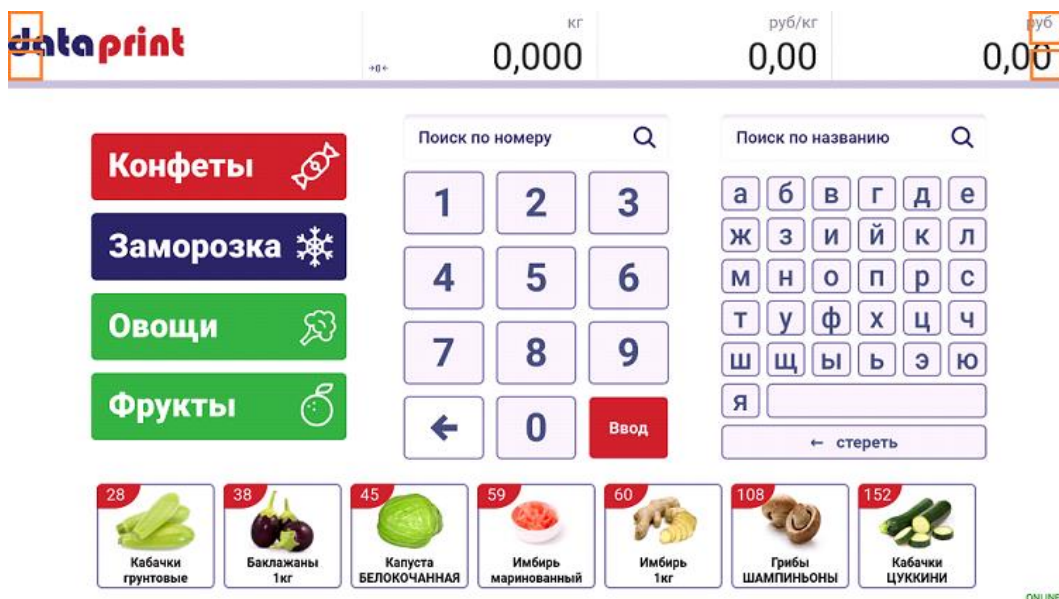 dataprint
кг
руб/кг
руб
→0←
0,000
0,00
0,00
Конфеты
Заморозка
Овощи
Фрукты
Поиск по номеру
1 2 3
4 5 6
7 8 9
← 0 Ввод
Поиск по названию
а б в г д е
ж з и й к л
м н о п р с
т у ф х ц ч
ш щ ы ь э ю
я
← стереть
28
Кабачки
грунтовые
38
Баклажаны
1кг
45
Капуста
БЕЛОКОЧАННАЯ
59
Имбирь
маринованный
60
Имбирь
1кг
108
Грибы
ШАМПИНЬОНЫ
152
Кабачки
ЦУККИНИ
ONLINE